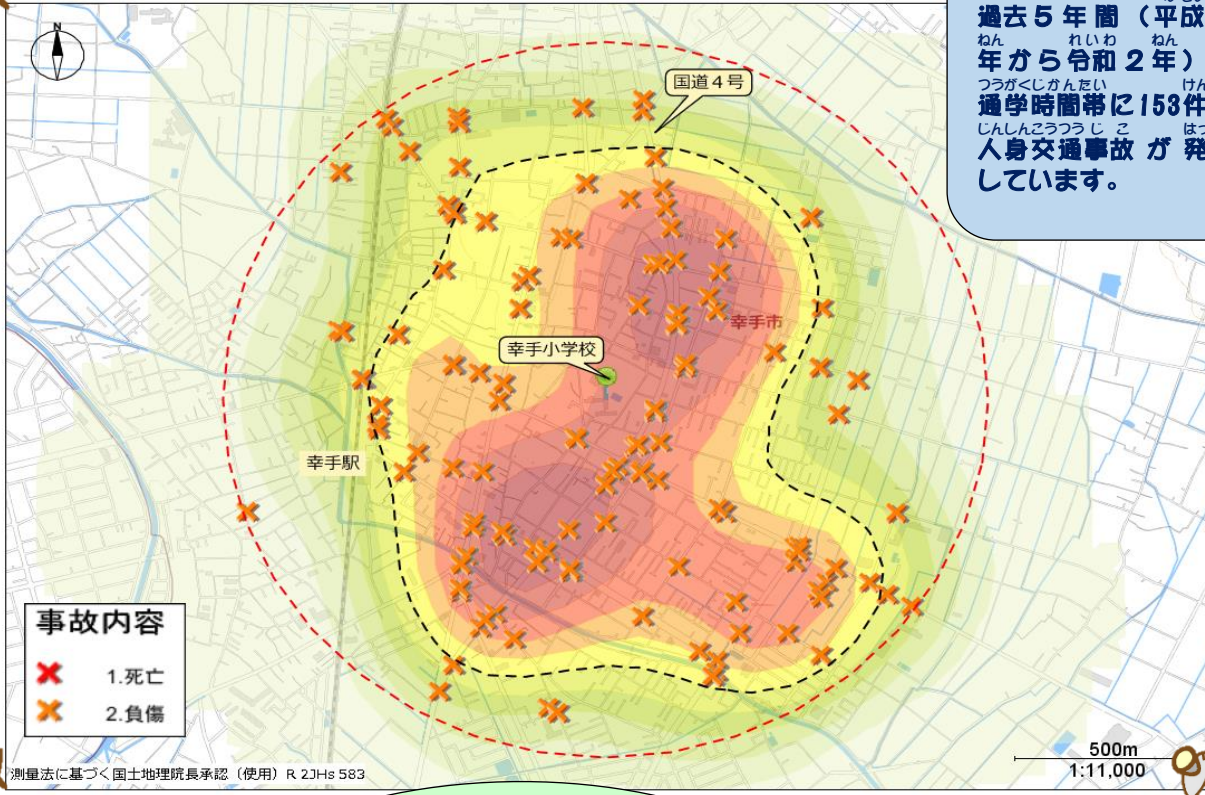 過去5年間（平成
ねん れいわ ねん
年から令和2年）
つうがくじかんたい けん
通学時間帯に153件
じんしんこうつうじこ はつ
人身交通事故が発
しています。
N
国道4号
幸手市
幸手小学校
幸手駅
事故内容
1.死亡
2.負傷
500m
1:11,000
測量法に基づく国土地理院長承認（使用）R 2JHs 583